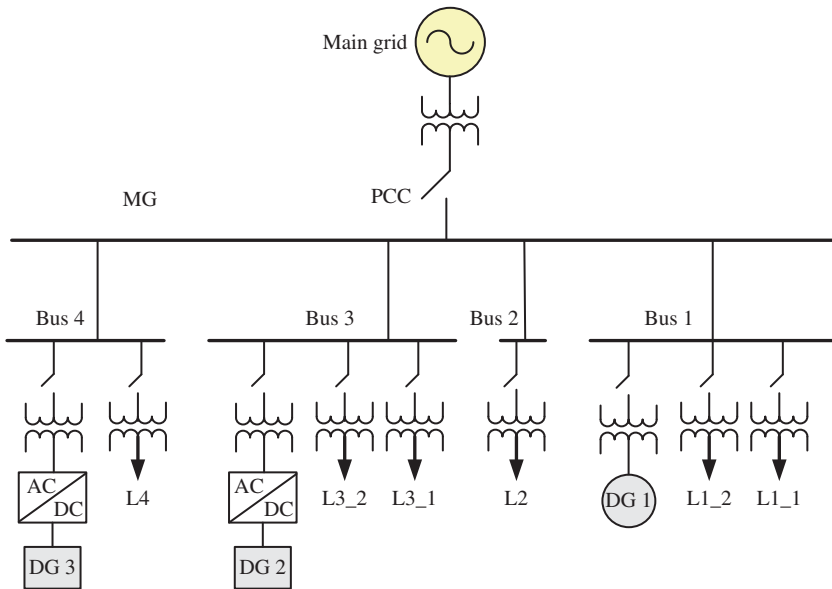 Main grid
MG
PCC
Bus 4
Bus 3
Bus 2
Bus 1
AC
DC
L4
AC
DC
L3_2
L3_1
L2
DG 1
L1_2
L1_1
DG 3
DG 2